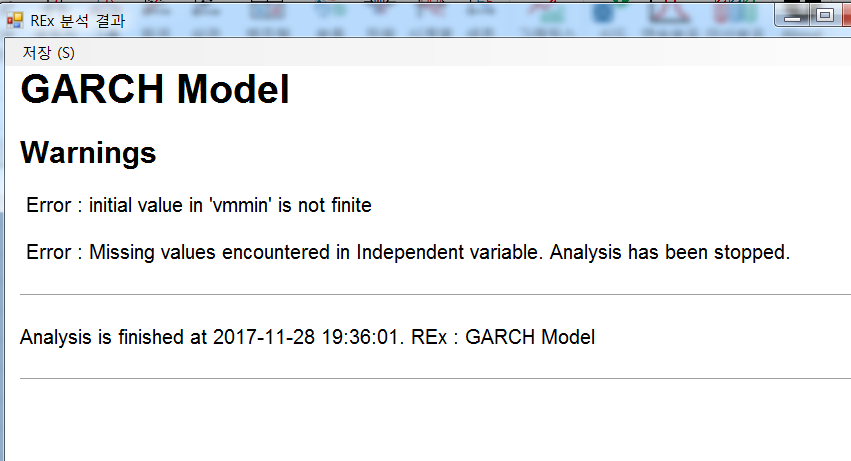 REx 분석 결과
저장 (S)
GARCH Model
Warnings
Error : initial value in 'vmmin' is not finite
Error : Missing values encountered in Independent variable. Analysis has been stopped.
Analysis is finished at 2017-11-28 19:36:01. REx : GARCH Model